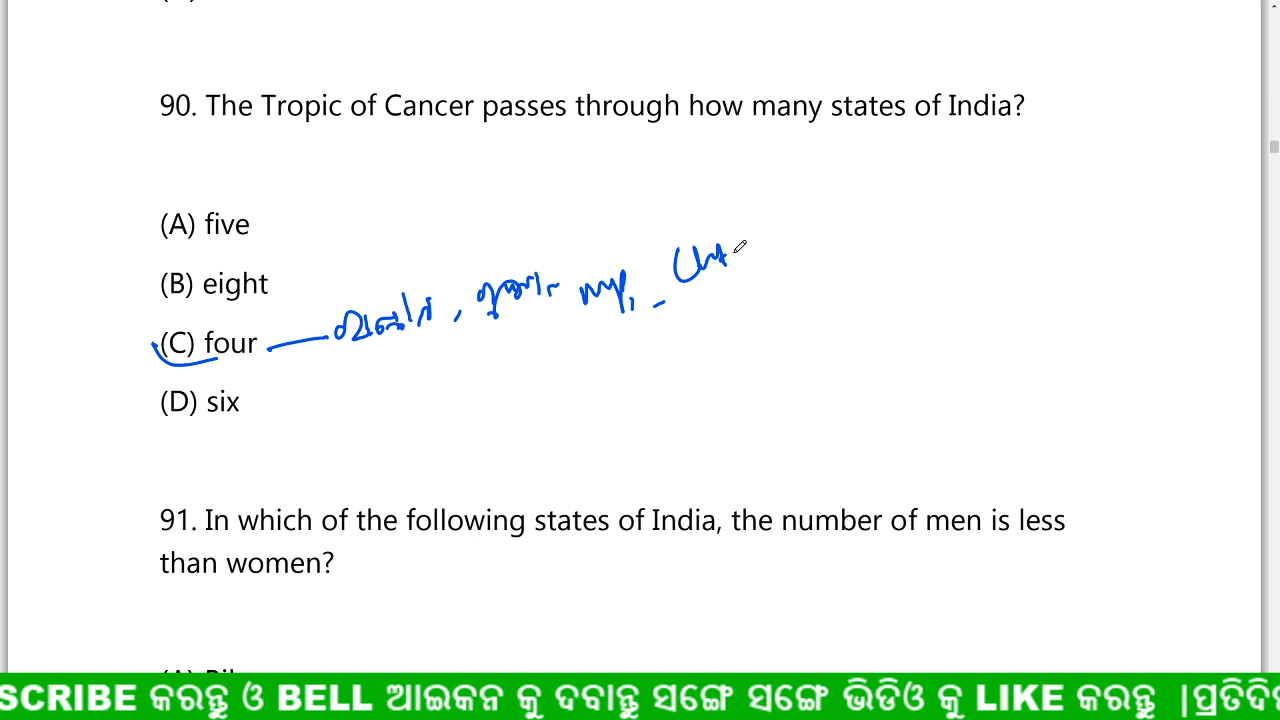 90. The Tropic of Cancer passes through how many states of India?
(A) five
(B) eight
(C) four
(D) six
91. In which of the following states of India, the number of men is less
than women?
SCRIBE କରନ୍ତୁ ଓ BELL ଆଇକନ କୁ ଦବାନ୍ତୁ ସଙ୍ଗେ ସଙ୍ଗେ ଭିଡିଓ କୁ LIKE କରନ୍ତୁ |ପ୍ରତିଦି